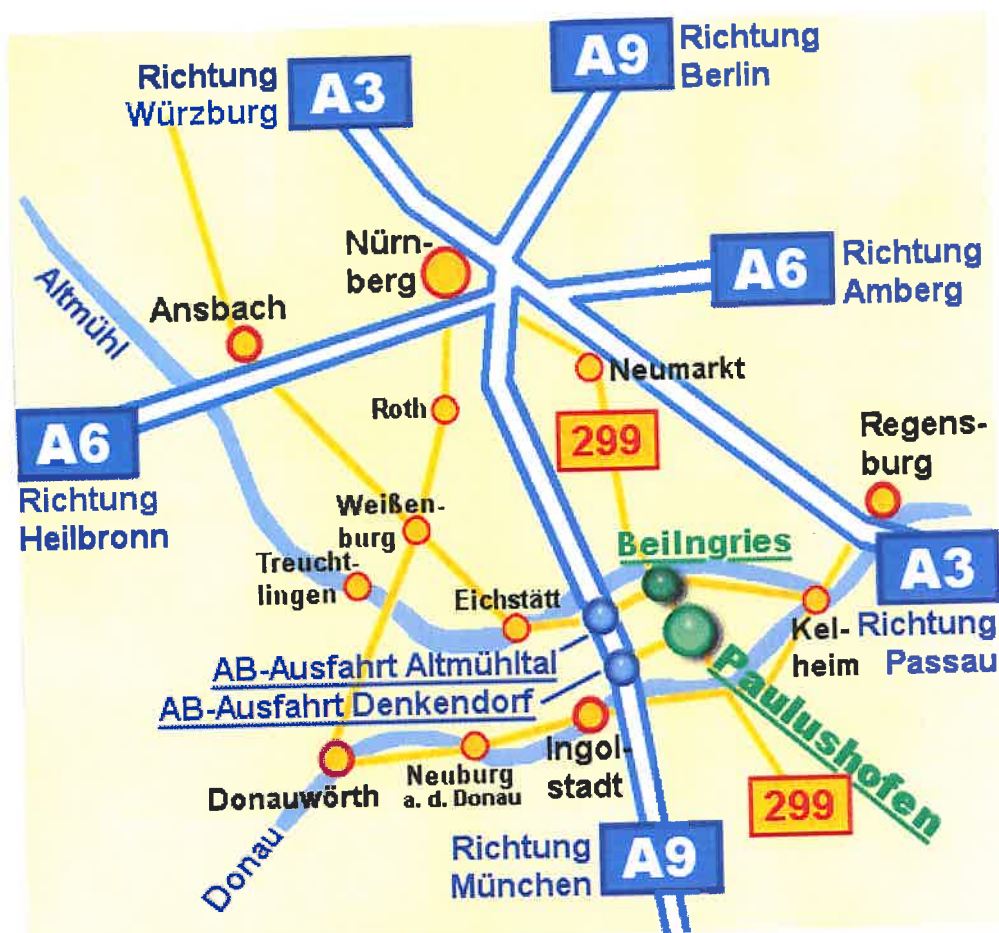 A9
Richtung
Berlin
Richtung
Würzburg
A3
Nürn-
berg
A6
Richtung
Amberg
Altmühl
Ansbach
Neumarkt
Roth
299
A6
Richtung
Heilbronn
Regens-
burg
Weißen-
burg
Beilngries
A3
Richtung
Passau
Treucht-
lingen
Eichstätt
Kel-
heim
AB-Ausfahrt Altmühltal
AB-Ausfahrt Denkendorf
Paulushofen
Ingol-
stadt
Donauwörth
Neuburg
a. d. Donau
299
Donau
Richtung
München
A9